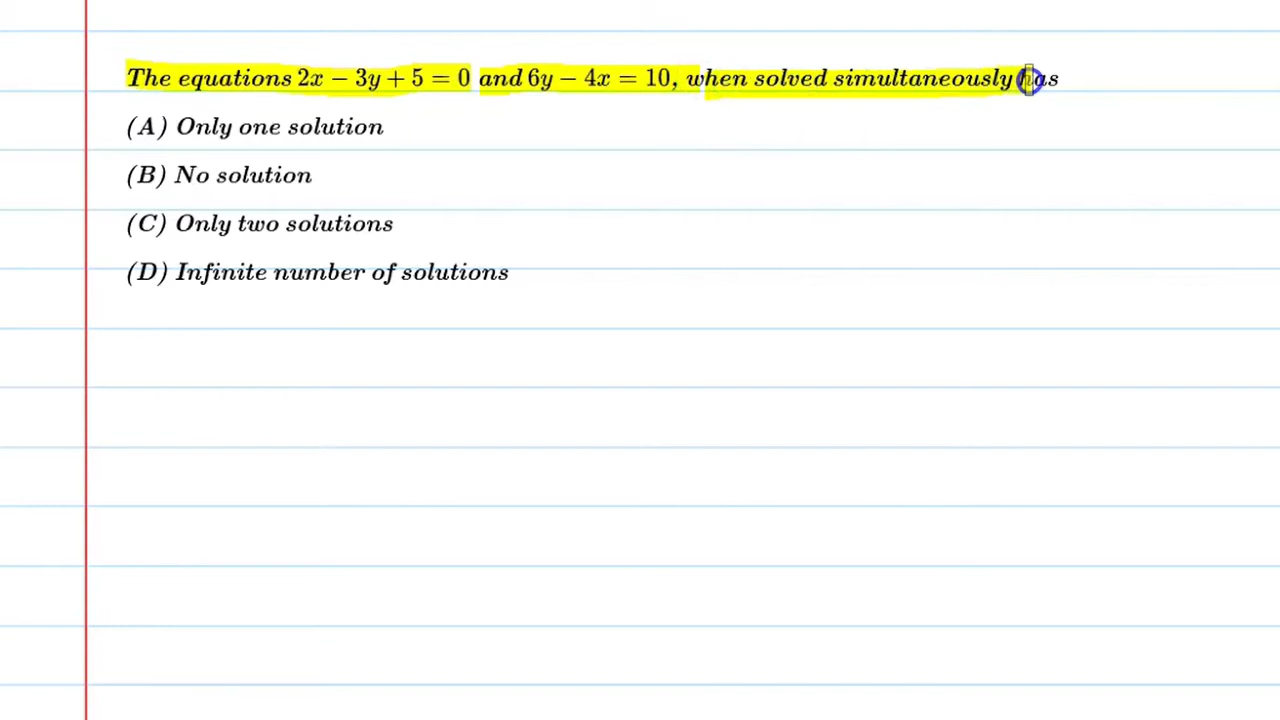 The equations 2x − 3y + 5 = 0 and 6y − 4x = 10, when solved simultaneously has
(A) Only one solution
(B) No solution
(C) Only two solutions
(D) Infinite number of solutions